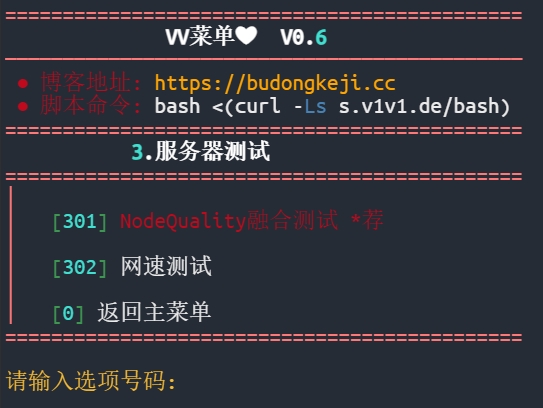 VV菜单♥ V0.6
● 博客地址: https://budongkeji.cc
● 脚本命令: bash <(curl -Ls s.v1v1.de/bash)
3.服务器测试
[301] NodeQuality融合测试 *荐
[302] 网速测试
[0] 返回主菜单
请输入选项号码: